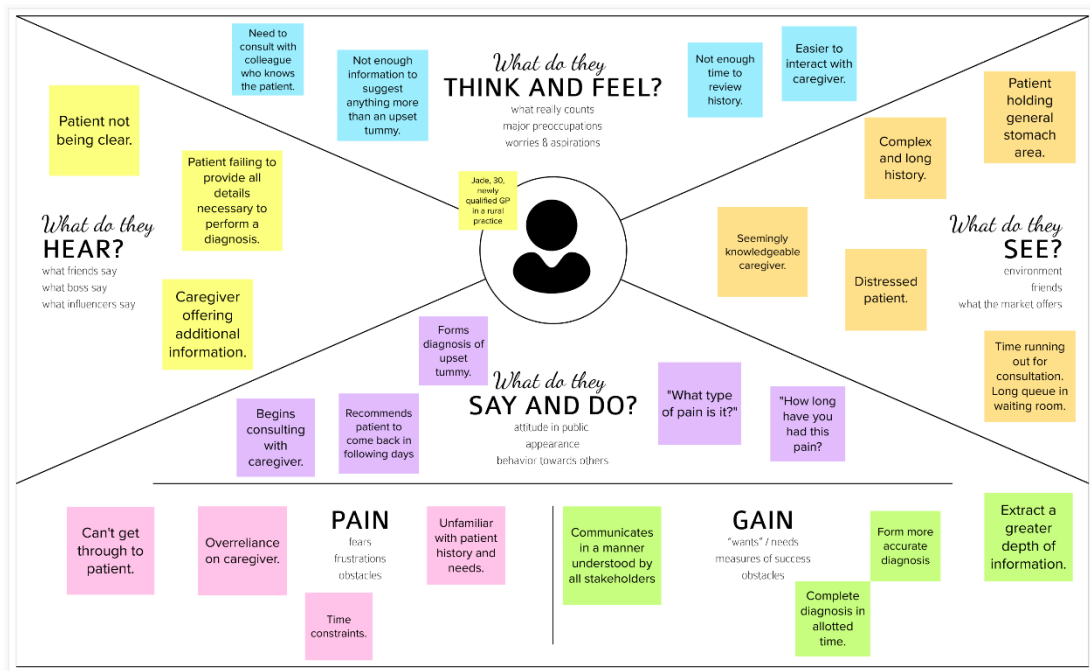 Need to
consult with
colleague
who knows
the patient.
Not enough
information to
suggest
anything more
than an upset
tummy.
What do they
THINK AND FEEL?
what really counts
major preoccupations
worries & aspirations
Not enough
time to
review
history.
Easier to
interact with
caregiver.
Patient not
being clear.
Patient failing to
provide all
details
necessary to
perform a
diagnosis.
What do they
HEAR?
what friends say
what boss say
what influencers say
Caregiver
offering
additional
information.
Jade, 30,
newly
qualified GP
in a rural
practice
Patient
holding
general
stomach
area.
Complex
and long
history.
Seemingly
knowledgeable
caregiver.
What do they
SEE?
environment
friends
what the market offers
Distressed
patient.
Time running
out for
consultation.
Long queue in
waiting room.
Forms
diagnosis of
upset
tummy.
Begins
consulting
with
caregiver.
Recommends
patient to
come back in
following days
What do they
SAY AND DO?
attitude in public
appearance
behavior towards others
"What type
of pain is it?"
"How long
have you
had this
pain?
Can't get
through to
patient.
Overreliance
on caregiver.
PAIN
fears
frustrations
obstacles
Unfamiliar
with patient
history and
needs.
Time
constraints.
Communicates
in a manner
understood by
all stakeholders
GAIN
"wants" / needs
measures of success
obstacles
Form more
accurate
diagnosis
Complete
diagnosis in
allotted
time.
Extract a
greater
depth of
information.